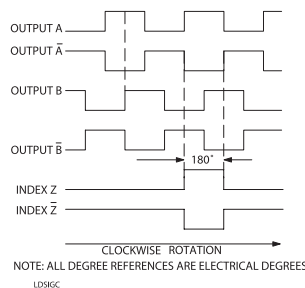 OUTPUT A
OUTPUT A̅
OUTPUT B
OUTPUT B̅
180°
INDEX Z
INDEX Z̅
CLOCKWISE ROTATION
NOTE: ALL DEGREE REFERENCES ARE ELECTRICAL DEGREES
LDSIGC